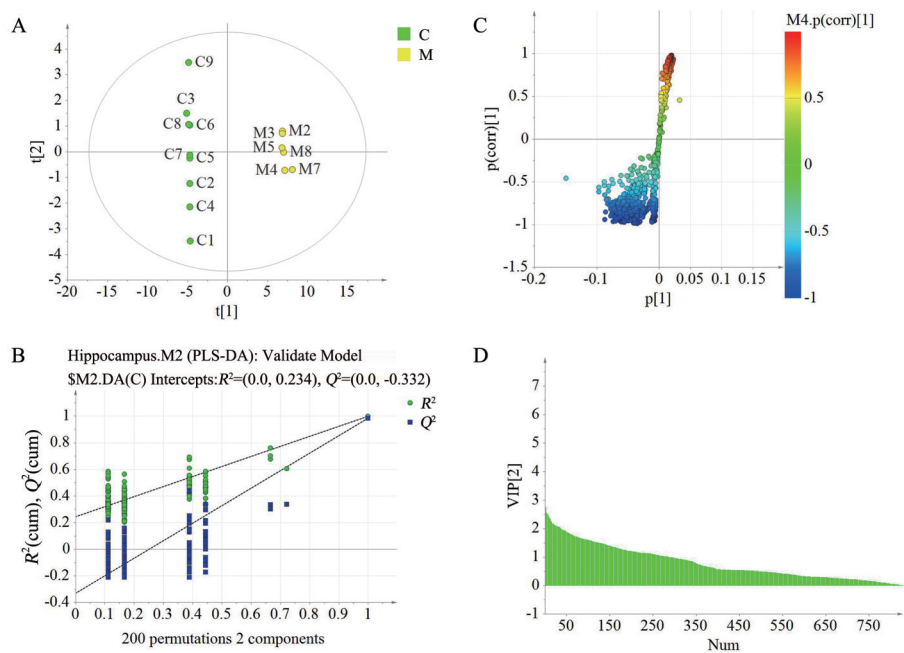 A
C
M
5
4
3
2
1
0
-1
-2
-3
-4
-5
t[2]
C9
C3
C8
C6
C7
C5
C2
C4
C1
M3
M2
M5
M8
M4
M7
-20
-15
-10
-5
0
5
10
15
t[1]
C
M4.p(corr)[1]
1.5
1
0.5
0
-0.5
-1
-1.5
p(corr)[1]
-0.2
-0.1
0
0.05
0.1
0.15
p[1]
1
0.5
0
-0.5
-1
B
Hippocampus.M2 (PLS-DA): Validate Model
$M2.DA(C) Intercepts:R²=(0.0, 0.234), Q²=(0.0, -0.332)
R²
Q²
1
0.8
0.6
0.4
0.2
0
-0.2
-0.4
R²(cum), Q²(cum)
0
0.1
0.2
0.3
0.4
0.5
0.6
0.7
0.8
0.9
1
200 permutations 2 components
D
7
6
5
4
3
2
1
0
-1
VIP[2]
50
150
250
350
450
550
650
750
Num